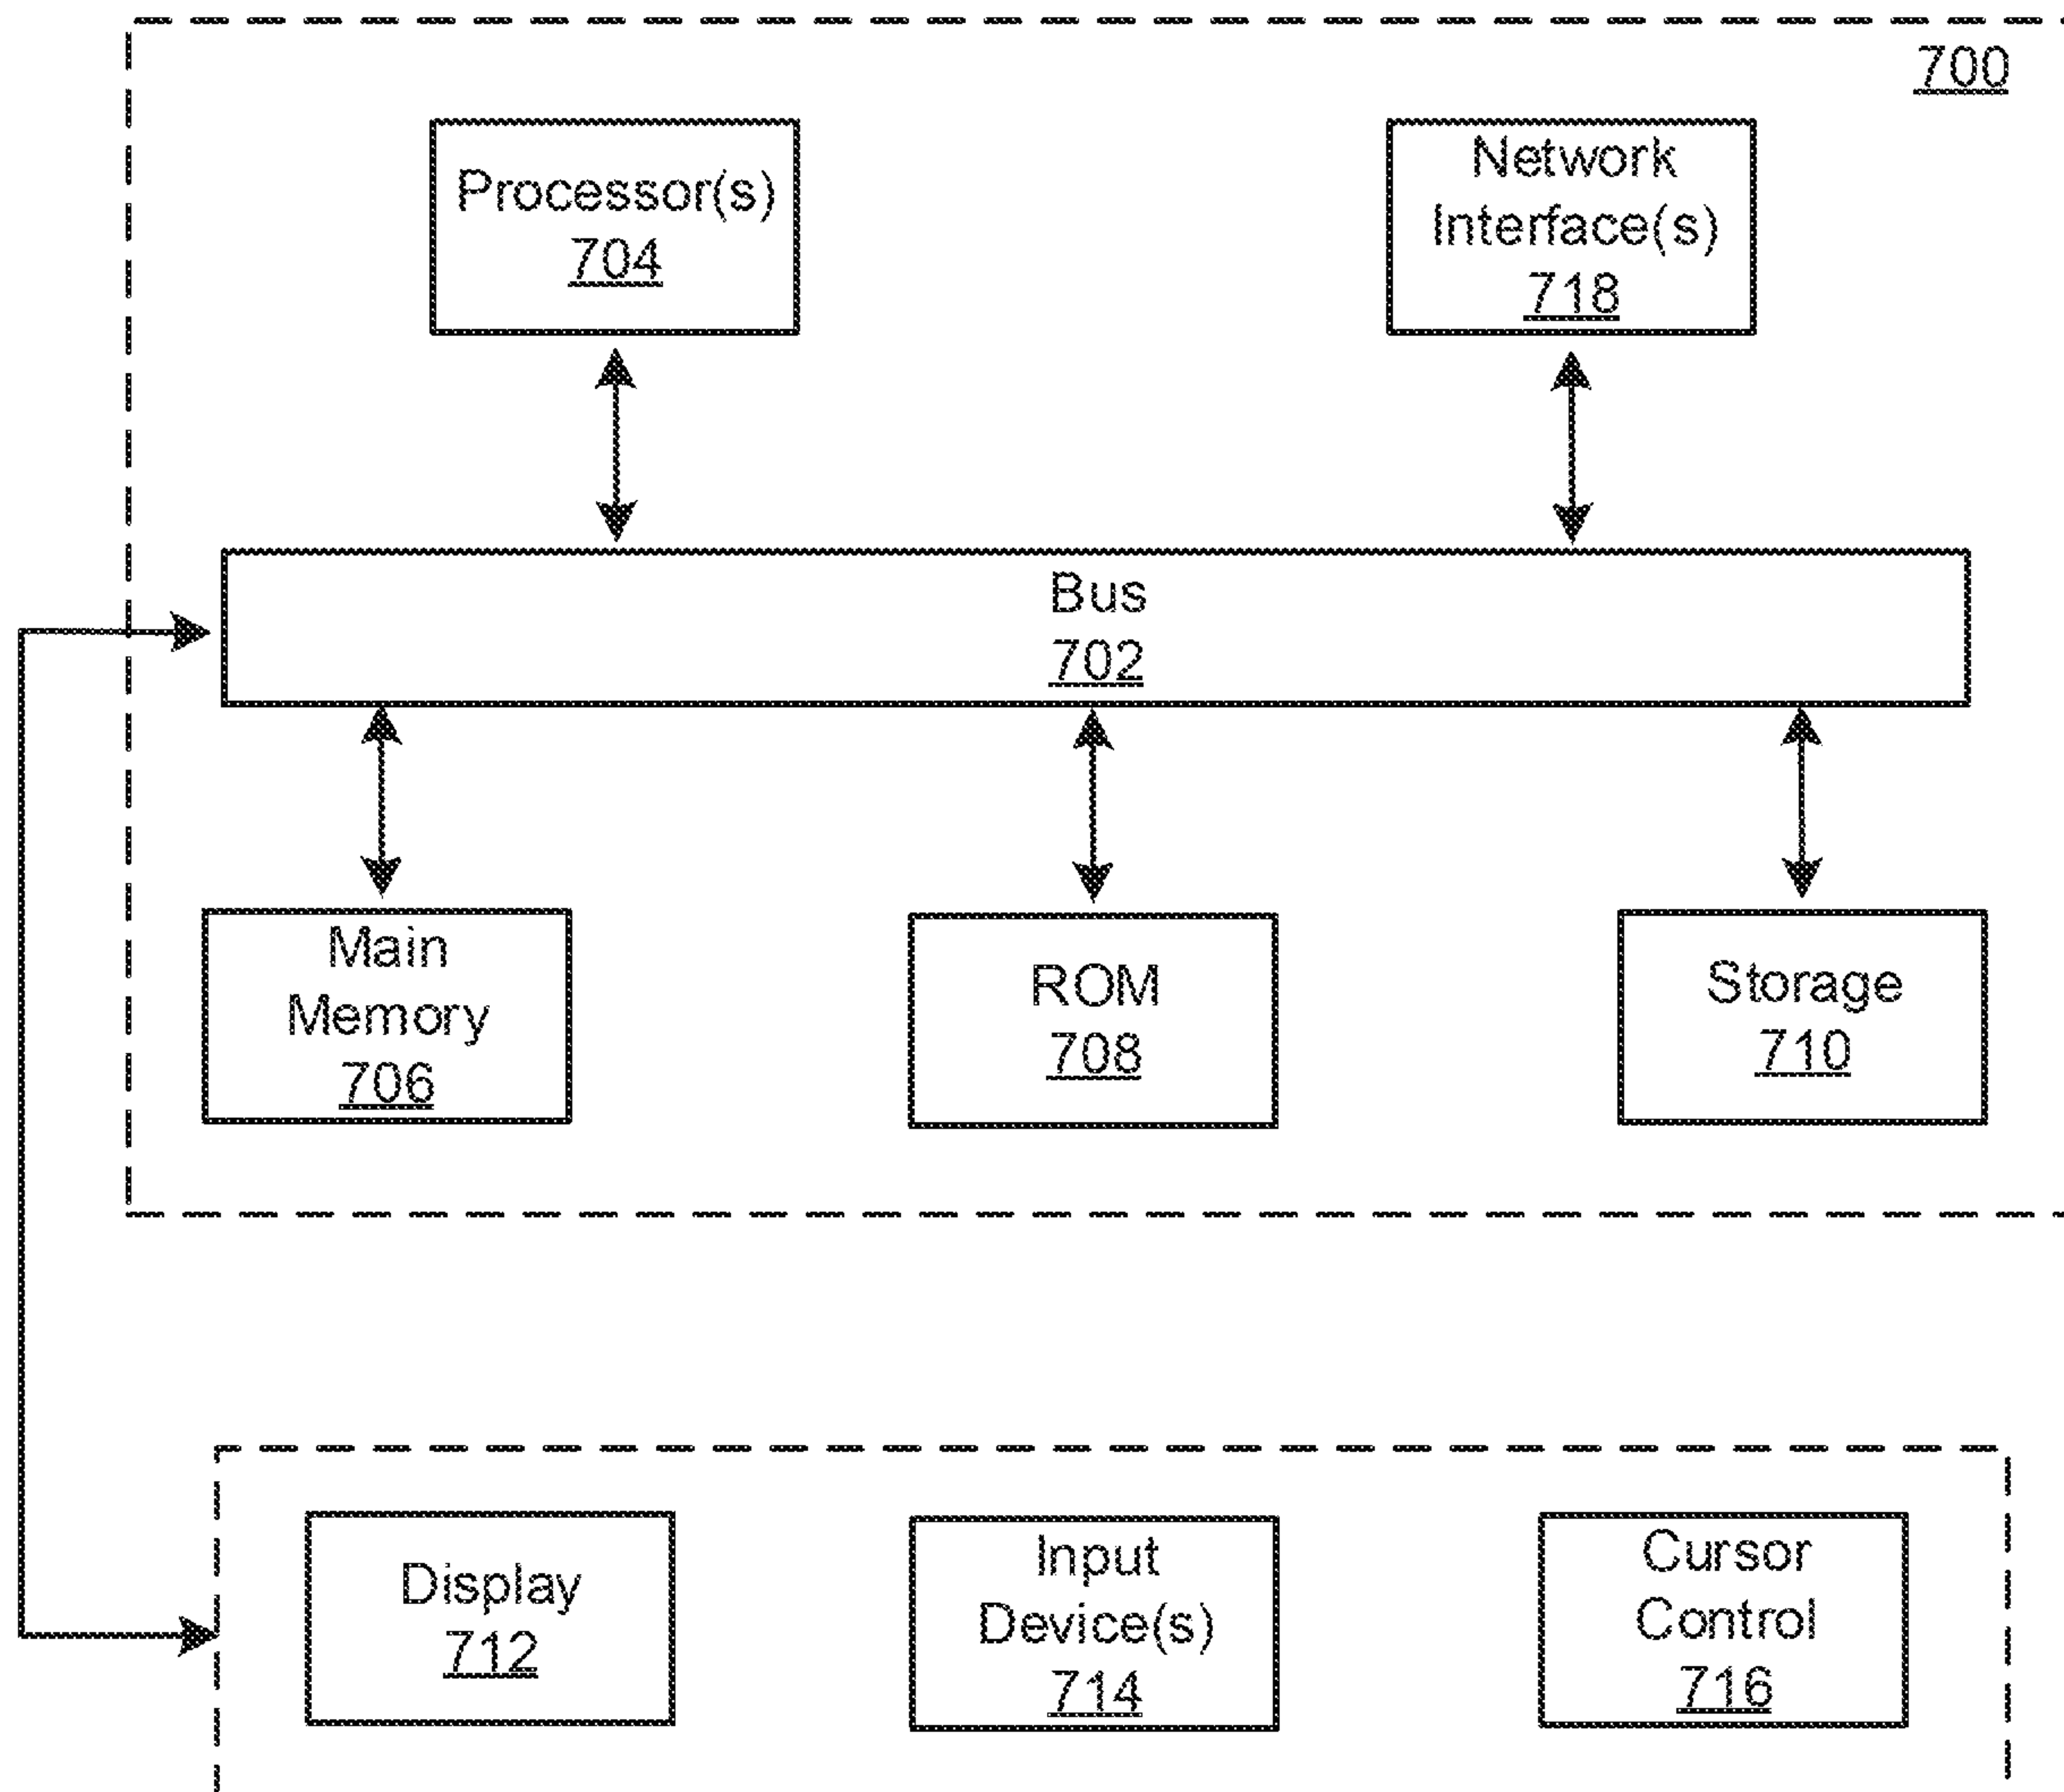 700
Processor(s)
704
Network
Interface(s)
718
Bus
702
Main
Memory
706
ROM
708
Storage
710
Display
712
Input
Device(s)
714
Cursor
Control
716